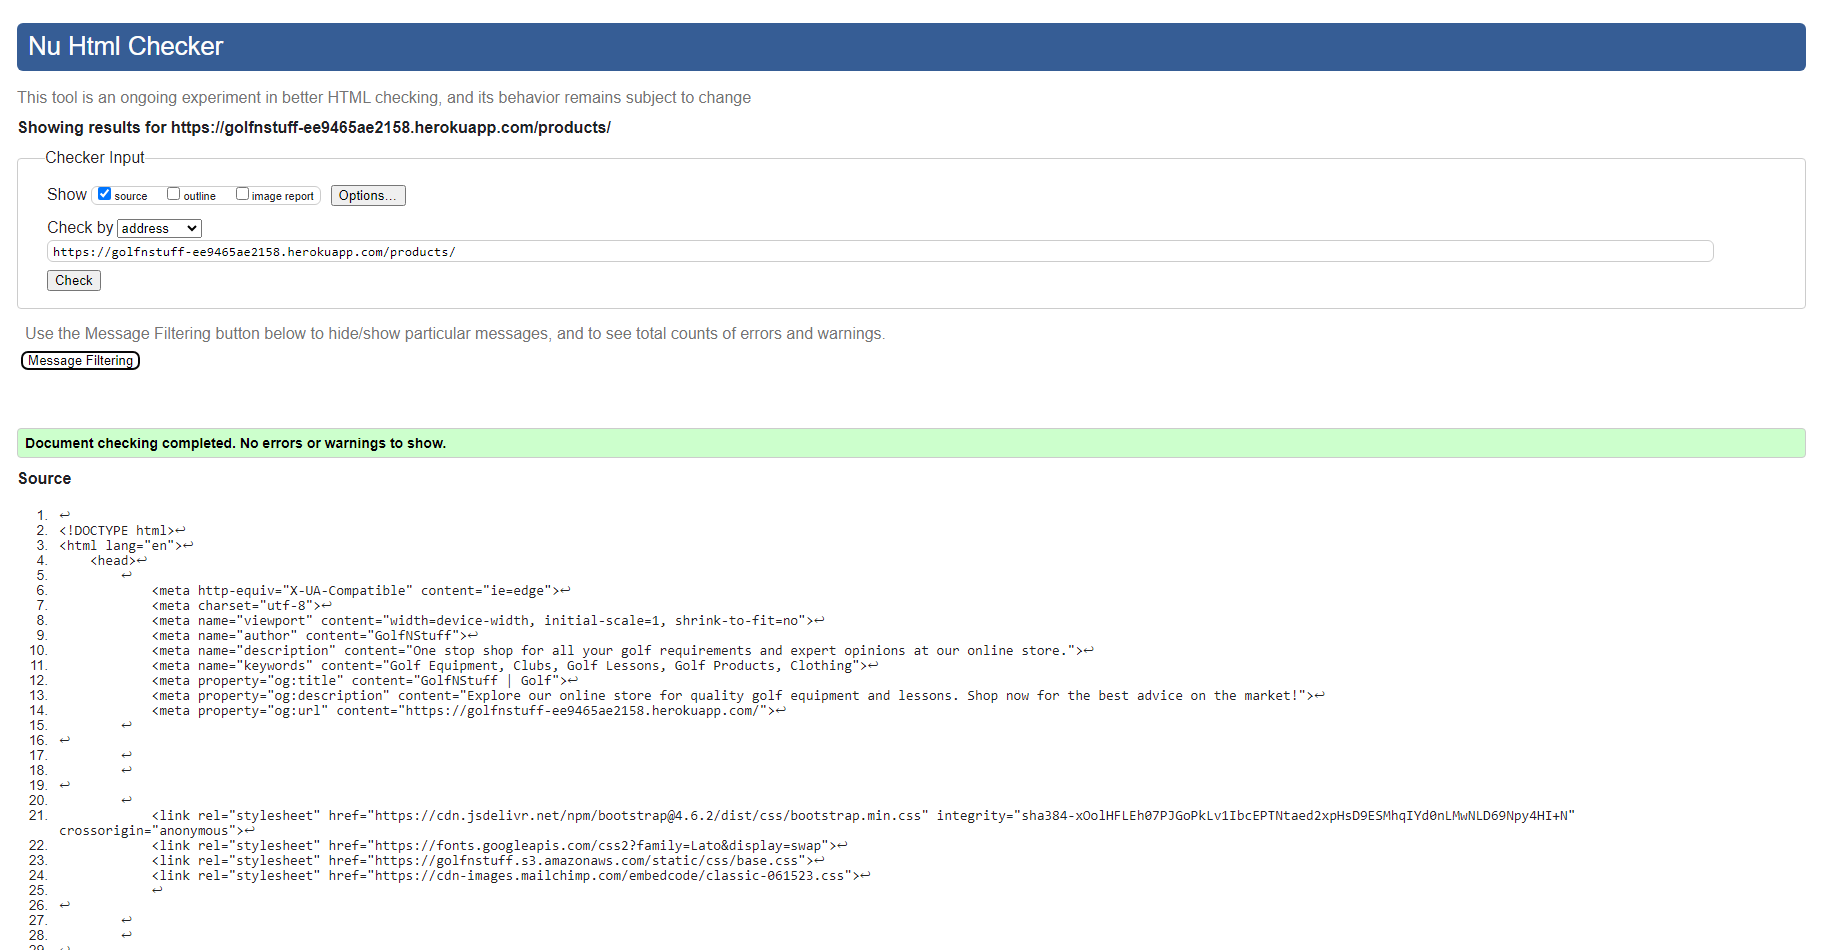 Nu Html Checker
This tool is an ongoing experiment in better HTML checking, and its behavior remains subject to change
Showing results for https://golfnstuff-ee9465ae2158.herokuapp.com/products/
Checker Input
Show source outline image report Options...
Check by address
https://golfnstuff-ee9465ae2158.herokuapp.com/products/
Check
Use the Message Filtering button below to hide/show particular messages, and to see total counts of errors and warnings.
Message Filtering
Document checking completed. No errors or warnings to show.
Source
1. ↩
2. <!DOCTYPE html>↩
3. <html lang="en">↩
4. <head>↩
5. ↩
6. <meta http-equiv="X-UA-Compatible" content="ie=edge">↩
7. <meta charset="utf-8">↩
8. <meta name="viewport" content="width=device-width, initial-scale=1, shrink-to-fit=no">↩
9. <meta name="author" content="GolfNStuff">↩
10. <meta name="description" content="One stop shop for all your golf requirements and expert opinions at our online store.">↩
11. <meta name="keywords" content="Golf Equipment, Clubs, Golf Lessons, Golf Products, Clothing">↩
12. <meta property="og:title" content="GolfNStuff | Golf">↩
13. <meta property="og:description" content="Explore our online store for quality golf equipment and lessons. Shop now for the best advice on the market!">↩
14. <meta property="og:url" content="https://golfnstuff-ee9465ae2158.herokuapp.com/">↩
15. ↩
16. ↩
17. ↩
18. ↩
19. ↩
20. ↩
21. <link rel="stylesheet" href="https://cdn.jsdelivr.net/npm/bootstrap@4.6.2/dist/css/bootstrap.min.css" integrity="sha384-xOolHFLEh07PJGoPkLv1IbcEPTNtaed2xpHsD9ESMhqIYd0nLMwNLD69Npy4HI+N"
crossorigin="anonymous">↩
22. <link rel="stylesheet" href="https://fonts.googleapis.com/css2?family=Lato&display=swap">↩
23. <link rel="stylesheet" href="https://golfnstuff.s3.amazonaws.com/static/css/base.css">↩
24. <link rel="stylesheet" href="https://cdn-images.mailchimp.com/embedcode/classic-061523.css">↩
25. ↩
26. ↩
27. ↩
28. ↩
29. ↩